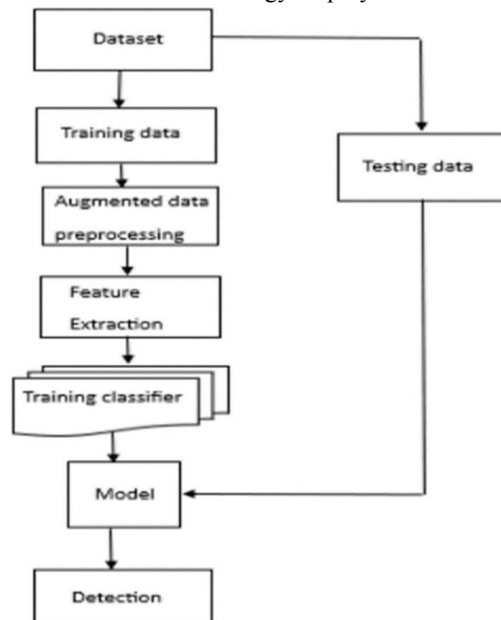 Dataset
Training data
Testing data
Augmented data
preprocessing
Feature
Extraction
Training classifier
Model
Detection